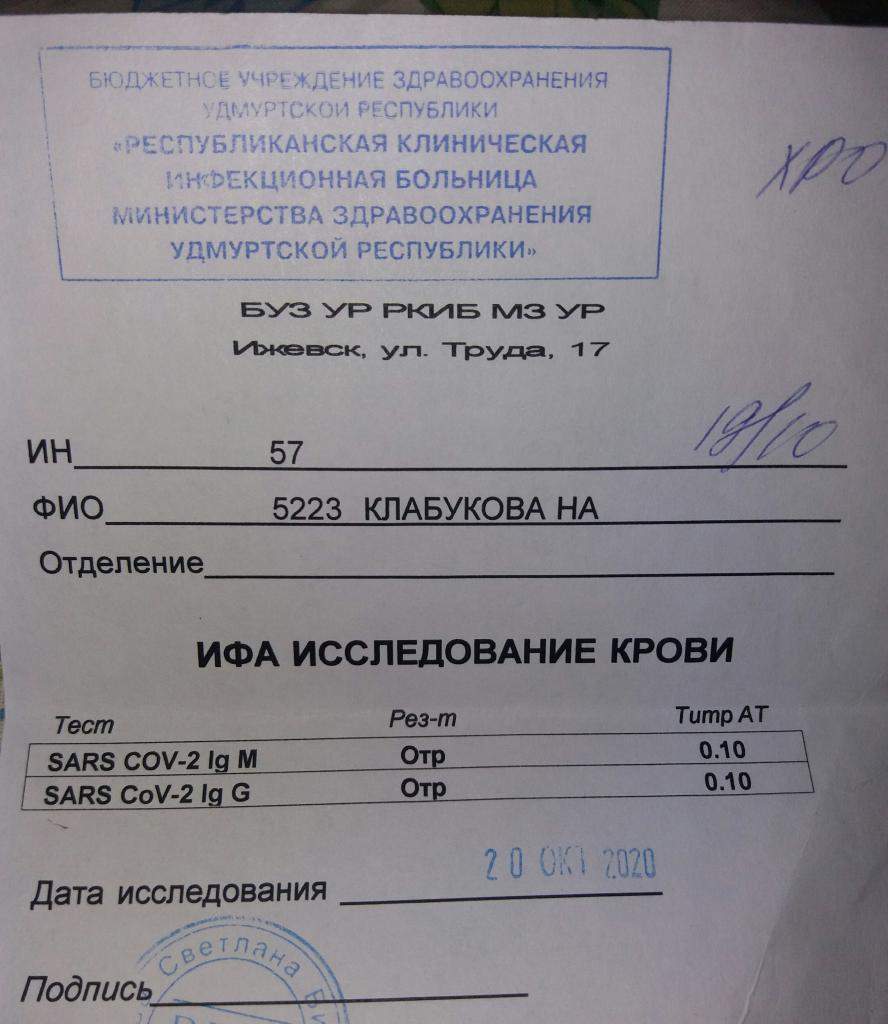 БЮДЖЕТНОЕ УЧРЕЖДЕНИЕ ЗДРАВООХРАНЕНИЯ
УДМУРТСКОЙ РЕСПУБЛИКИ
«РЕСПУБЛИКАНСКАЯ КЛИНИЧЕСКАЯ
ИНФЕКЦИОННАЯ БОЛЬНИЦА
МИНИСТЕРСТВА ЗДРАВООХРАНЕНИЯ
УДМУРТСКОЙ РЕСПУБЛИКИ»
ХРО
БУЗ УР РКИБ МЗ УР
Ижевск, ул. Труда, 17
ИН 57 19/10
ФИО 5223 КЛАБУКОВА НА
Отделение
ИФА ИССЛЕДОВАНИЕ КРОВИ
Тест Рез-т Титр АТ
SARS COV-2 Ig M Отр 0.10
SARS CoV-2 Ig G Отр 0.10
20 ОКТ 2020
Дата исследования
Светлана
Подпись